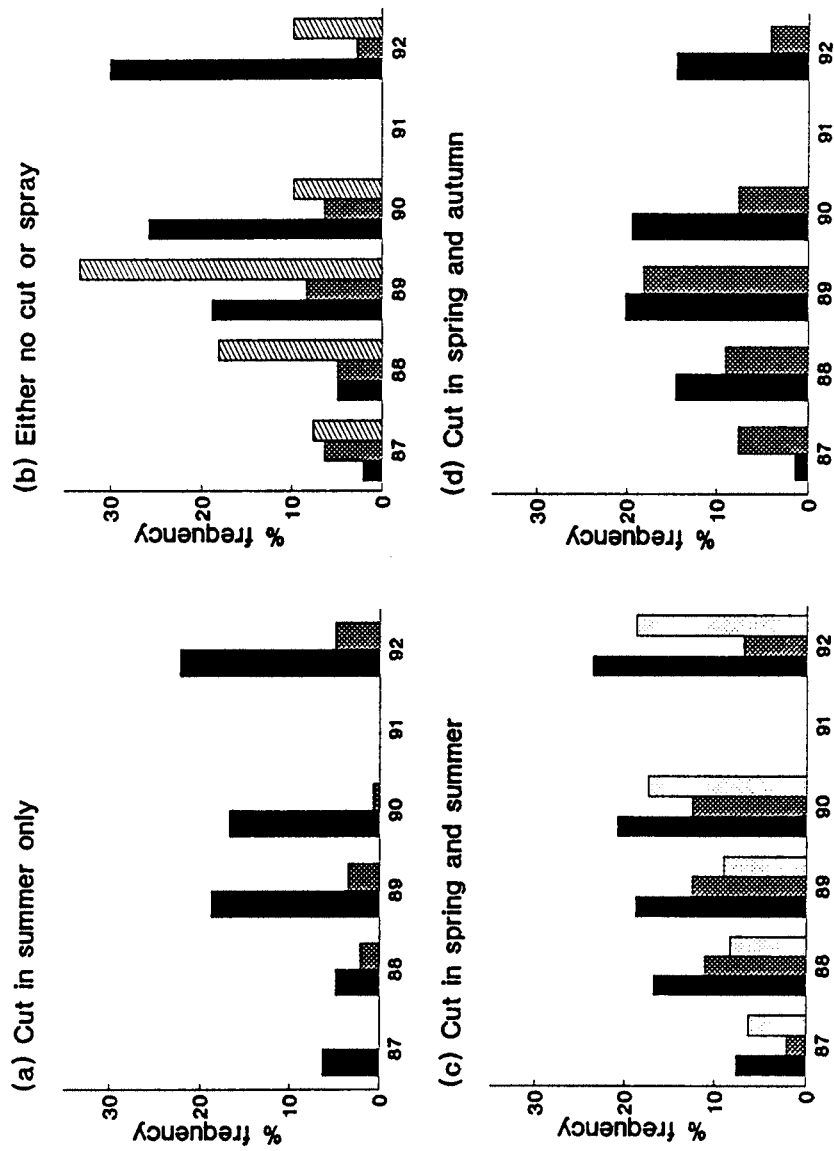 (a) Cut in summer only
% frequency
30
20
10
0
87 88 89 90 91 92
(b) Either no cut or spray
% frequency
30
20
10
0
87 88 89 90 91 92
(c) Cut in spring and summer
% frequency
30
20
10
0
87 88 89 90 91 92
(d) Cut in spring and autumn
% frequency
30
20
10
0
87 88 89 90 91 92